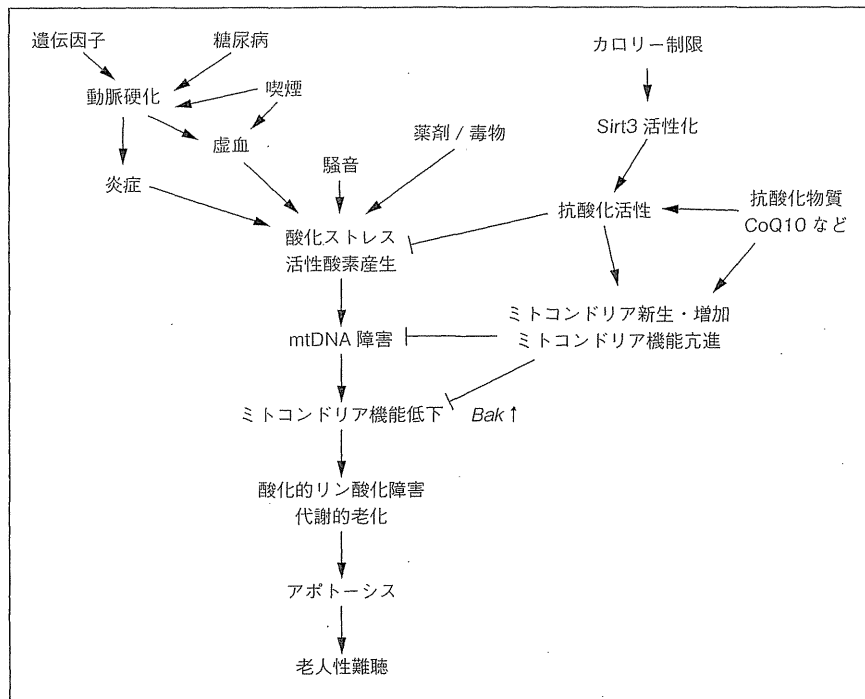 遺伝因子
糖尿病
カロリー制限
動脈硬化
喫煙
Sirt3 活性化
虚血
薬剤 / 毒物
炎症
騒音
抗酸化活性
抗酸化物質
CoQ10 など
酸化ストレス
活性酸素産生
ミトコンドリア新生・増加
ミトコンドリア機能亢進
mtDNA 障害
ミトコンドリア機能低下 Bak↑
酸化的リン酸化障害
代謝的老化
アポトーシス
老人性難聴